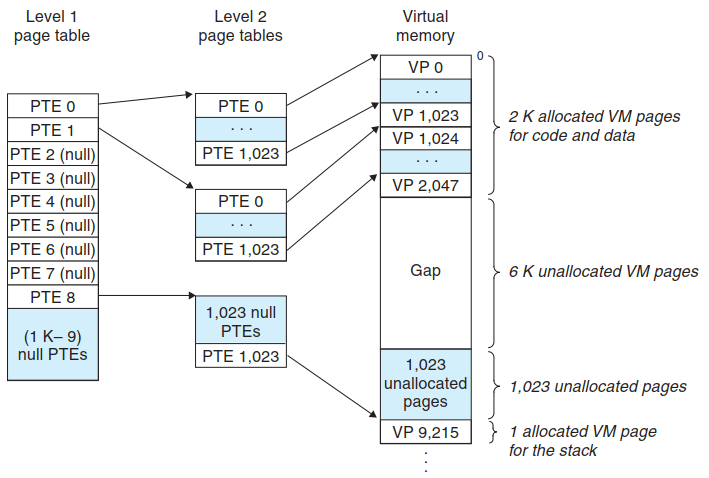 Level 1
page table
Level 2
page tables
Virtual
memory
PTE 0
PTE 1
PTE 2 (null)
PTE 3 (null)
PTE 4 (null)
PTE 5 (null)
PTE 6 (null)
PTE 7 (null)
PTE 8
(1 K– 9)
null PTEs
PTE 0
. . .
PTE 1,023
PTE 0
. . .
PTE 1,023
1,023 null
PTEs
PTE 1,023
0
VP 0
. . .
VP 1,023
VP 1,024
. . .
VP 2,047
Gap
1,023
unallocated
pages
VP 9,215
. . .
2 K allocated VM pages
for code and data
6 K unallocated VM pages
1,023 unallocated pages
1 allocated VM page
for the stack